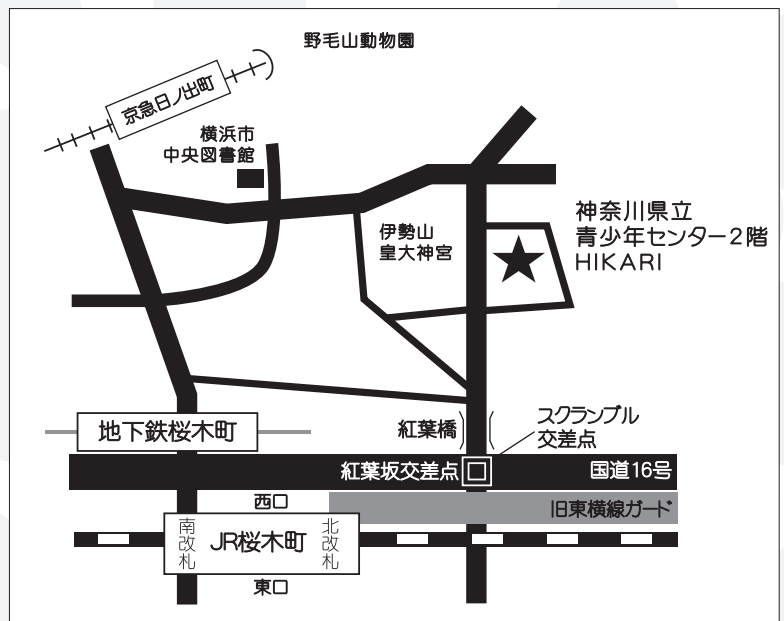 野毛山動物園
京急日ノ出町
横浜市
中央図書館
伊勢山
皇大神宮
神奈川県立
青少年センター2階
HIKARI
地下鉄桜木町
紅葉橋
スクランブル
交差点
紅葉坂交差点
国道16号
西口
旧東横線ガード
南改札
JR桜木町
北改札
東口